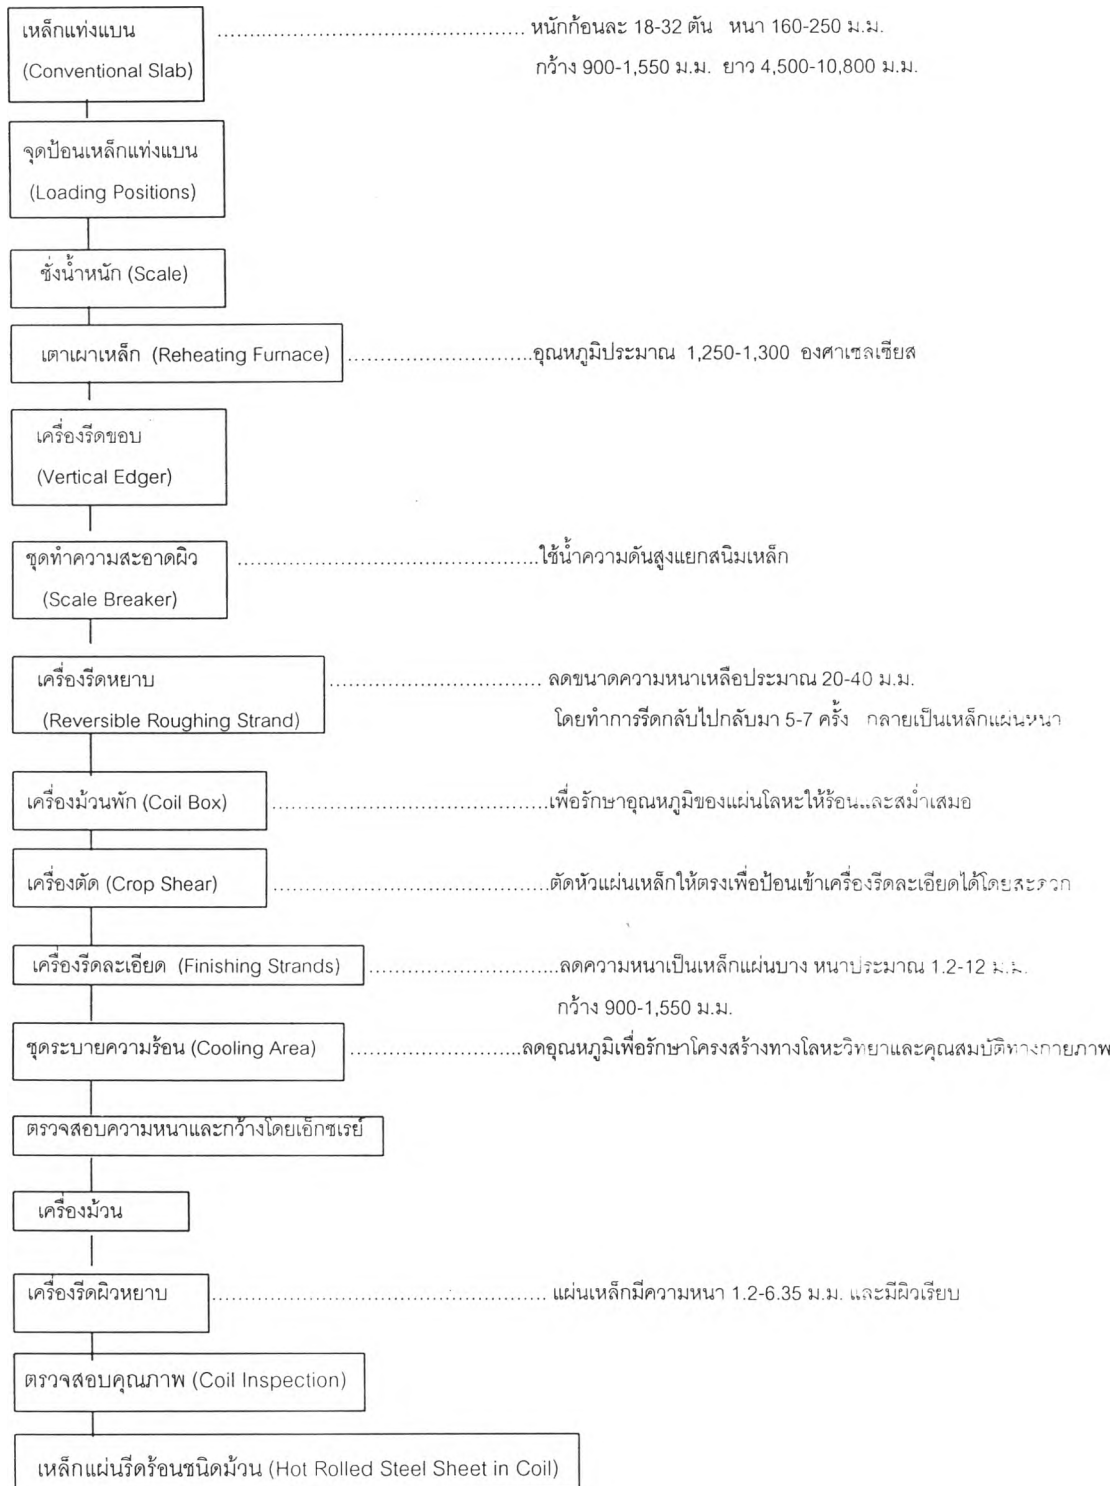 เหล็กแท่งแบน ................................................ หนักก้อนละ 18-32 ตัน หนา 160-250 ม.ม.
(Conventional Slab) กว้าง 900-1,550 ม.ม. ยาว 4,500-10,800 ม.ม.
จุดป้อนเหล็กแท่งแบน
(Loading Positions)
ชั่งน้ำหนัก (Scale)
เตาเผาเหล็ก (Reheating Furnace) .............................อุณหภูมิประมาณ 1,250-1,300 องศาเซลเซียส
เครื่องรีดขอบ
(Vertical Edger)
ชุดทำความสะอาดผิว ...............................................ใช้น้ำความดันสูงแยกสนิมเหล็ก
(Scale Breaker)
เครื่องรีดหยาบ ................................. ลดขนาดความหนาเหลือประมาณ 20-40 ม.ม.
(Reversible Roughing Strand) โดยทำการรีดกลับไปกลับมา 5-7 ครั้ง กลายเป็นเหล็กแผ่นหนา
เครื่องม้วนพัก (Coil Box) ...........................................เพื่อรักษาอุณหภูมิของแผ่นโลหะให้ร้อนและสม่ำเสมอ
เครื่องตัด (Crop Shear) ...........................................ตัดหัวแผ่นเหล็กให้ตรงเพื่อป้อนเข้าเครื่องรีดละเอียดได้โดยสะดวก
เครื่องรีดละเอียด (Finishing Strands) ..............................ลดความหนาเป็นเหล็กแผ่นบาง หนาประมาณ 1.2-12 ม.ม.
กว้าง 900-1,550 ม.ม.
ชุดระบายความร้อน (Cooling Area) ...........................ลดอุณหภูมิเพื่อรักษาโครงสร้างทางโลหะวิทยาและคุณสมบัติทางกายภาพ
ตรวจสอบความหนาและกว้างโดยเอ็กซเรย์
เครื่องม้วน
เครื่องรีดผิวหยาบ .................................................... แผ่นเหล็กมีความหนา 1.2-6.35 ม.ม. และมีผิวเรียบ
ตรวจสอบคุณภาพ (Coil Inspection)
เหล็กแผ่นรีดร้อนชนิดม้วน (Hot Rolled Steel Sheet in Coil)